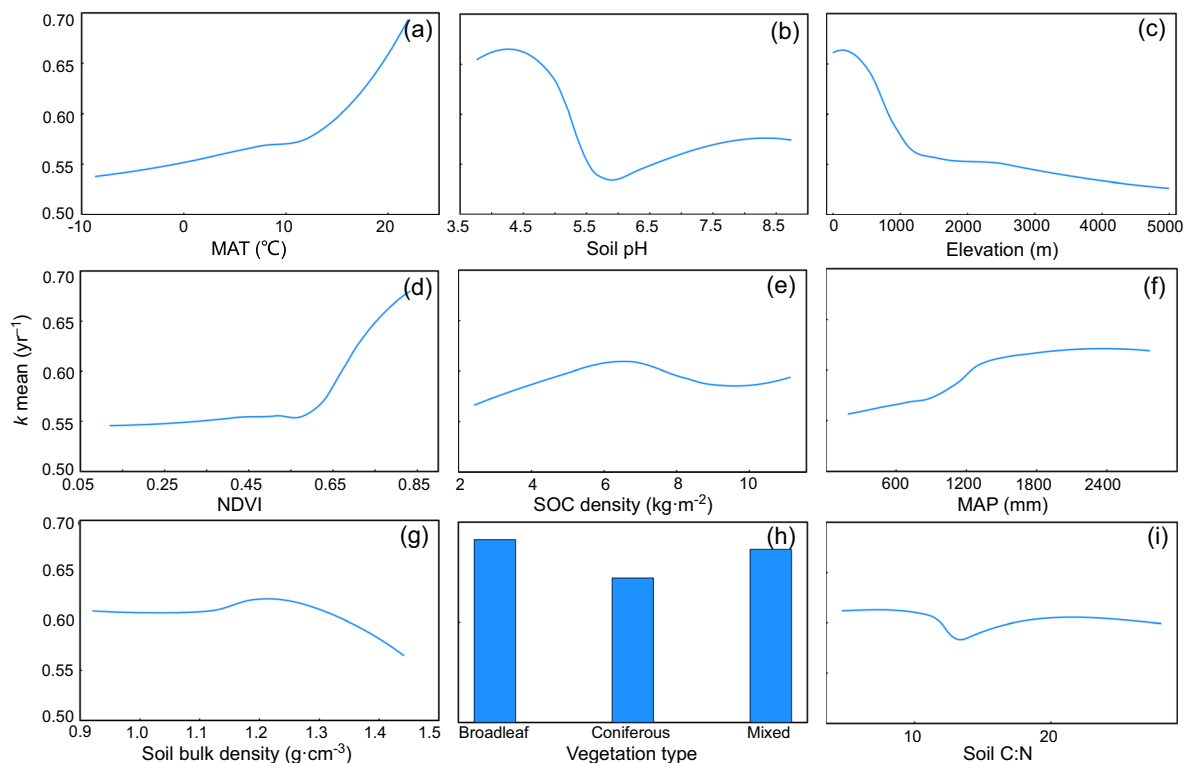 0.70
0.65
0.60
0.55
0.50
(a)
-10
0
10
20
MAT (℃)
(b)
3.5
4.5
5.5
6.5
7.5
8.5
Soil pH
(c)
0
1000
2000
3000
4000
5000
Elevation (m)
k mean (yr⁻¹)
0.70
0.65
0.60
0.55
0.50
(d)
0.05
0.25
0.45
0.65
0.85
NDVI
(e)
2
4
6
8
10
SOC density (kg·m⁻²)
(f)
600
1200
1800
2400
MAP (mm)
0.70
0.65
0.60
0.55
0.50
(g)
0.9
1.0
1.1
1.2
1.3
1.4
1.5
Soil bulk density (g·cm⁻³)
(h)
Broadleaf
Coniferous
Mixed
Vegetation type
(i)
10
20
Soil C:N